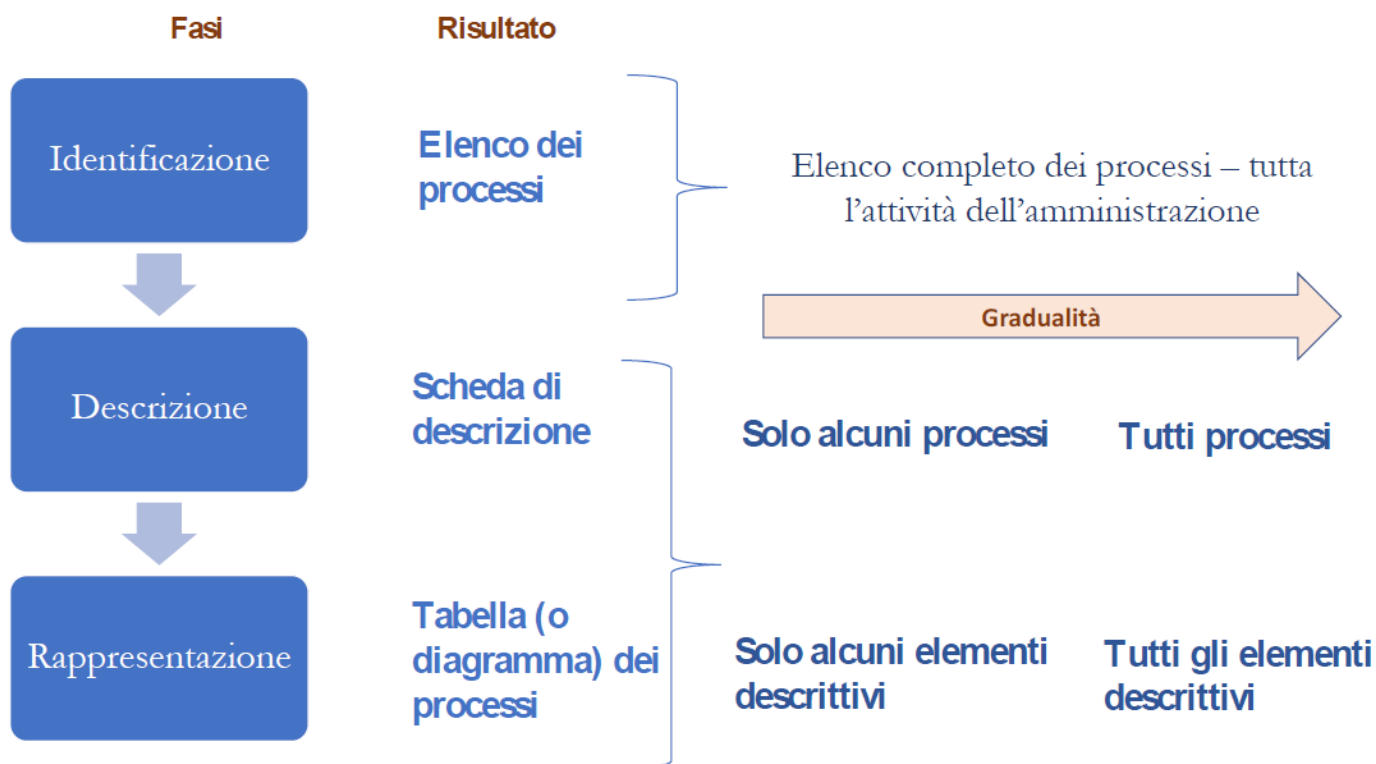 Fasi
Risultato
Identificazione
Elenco dei
processi
Elenco completo dei processi – tutta
l’attività dell’amministrazione
Gradualità
Descrizione
Scheda di
descrizione
Solo alcuni processi
Tutti processi
Rappresentazione
Tabella (o
diagramma) dei
processi
Solo alcuni elementi
descrittivi
Tutti gli elementi
descrittivi